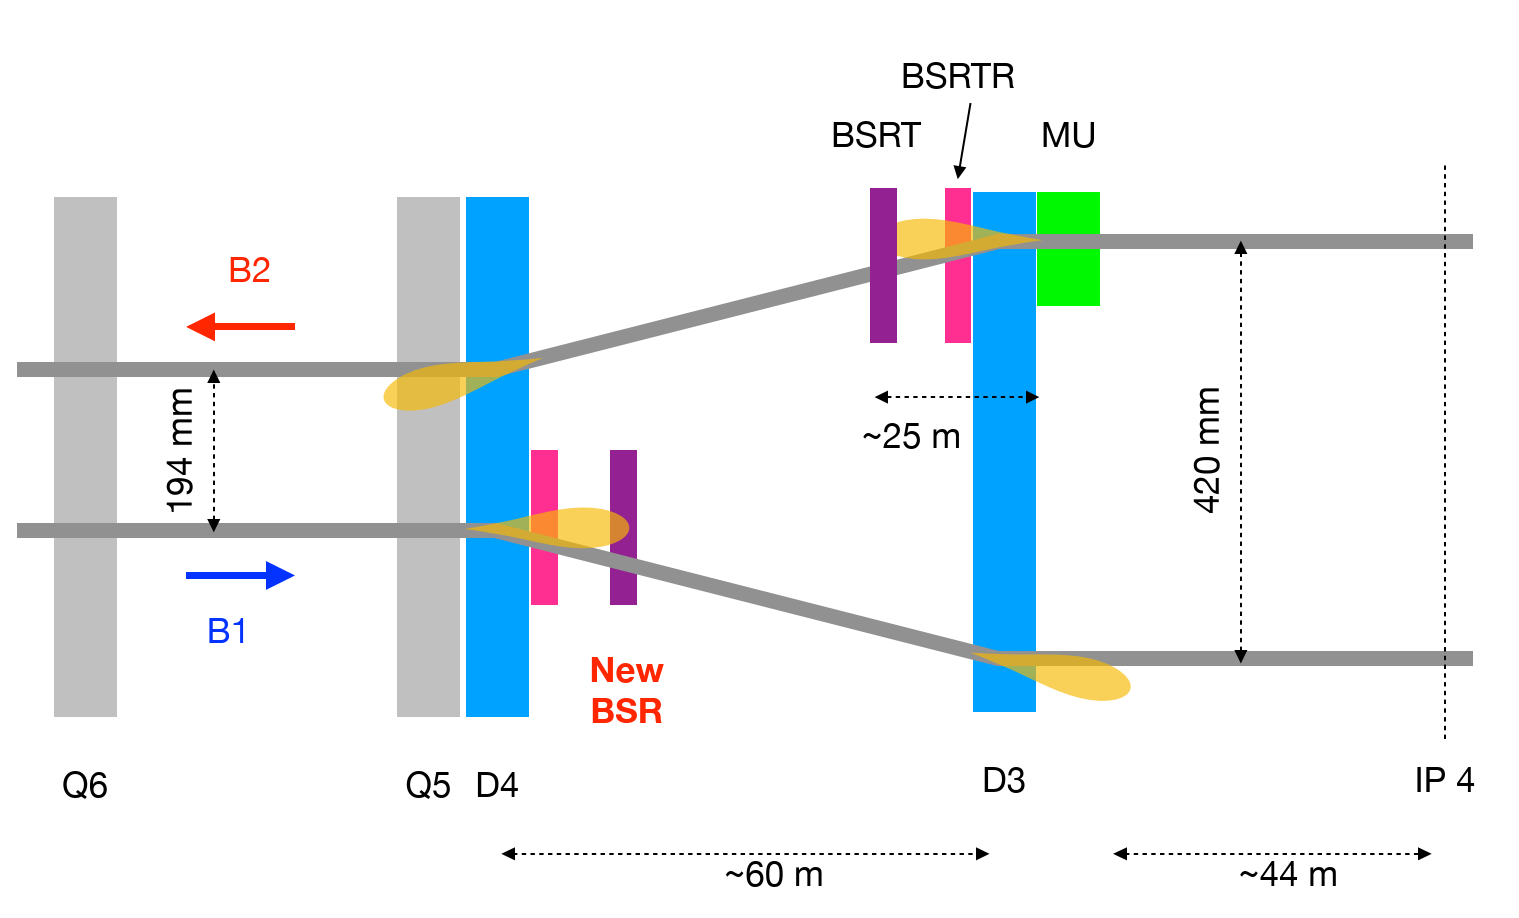 BSRTR
BSRT
MU
B2
194 mm
~25 m
420 mm
B1
New
BSR
Q6
Q5
D4
D3
IP 4
~60 m
~44 m